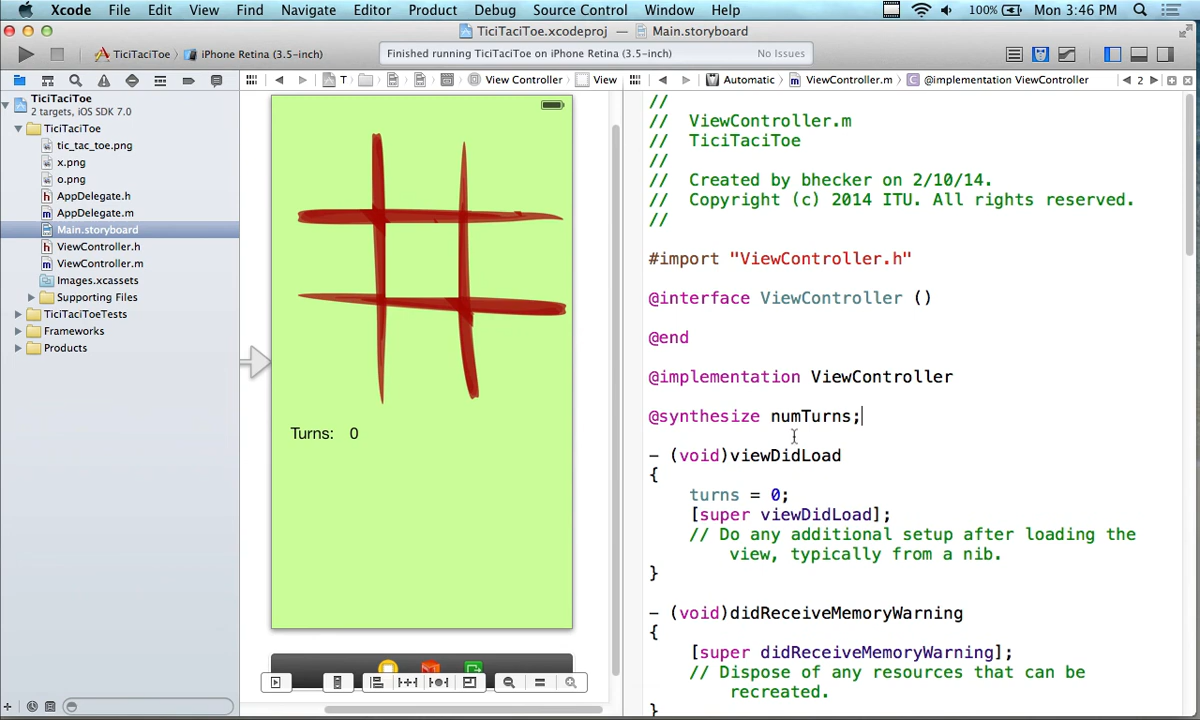 Xcode File Edit View Find Navigate Editor Product Debug Source Control Window Help 100% Mon 3:46 PM
TiciTaciToe.xcodeproj — Main.storyboard
TiciTaciToe iPhone Retina (3.5-inch) Finished running TiciTaciToe on iPhone Retina (3.5-inch) No Issues
T View Controller View Automatic ViewController.m @implementation ViewController 2
TiciTaciToe
2 targets, iOS SDK 7.0
TiciTaciToe
tic_tac_toe.png
x.png
o.png
AppDelegate.h
AppDelegate.m
Main.storyboard
ViewController.h
ViewController.m
Images.xcassets
Supporting Files
TiciTaciToeTests
Frameworks
Products
Turns: 0
//
// ViewController.m
// TiciTaciToe
//
// Created by bhecker on 2/10/14.
// Copyright (c) 2014 ITU. All rights reserved.
//
#import "ViewController.h"
@interface ViewController ()
@end
@implementation ViewController
@synthesize numTurns;
- (void)viewDidLoad
{
turns = 0;
[super viewDidLoad];
// Do any additional setup after loading the
view, typically from a nib.
}
- (void)didReceiveMemoryWarning
{
[super didReceiveMemoryWarning];
// Dispose of any resources that can be
recreated.
}